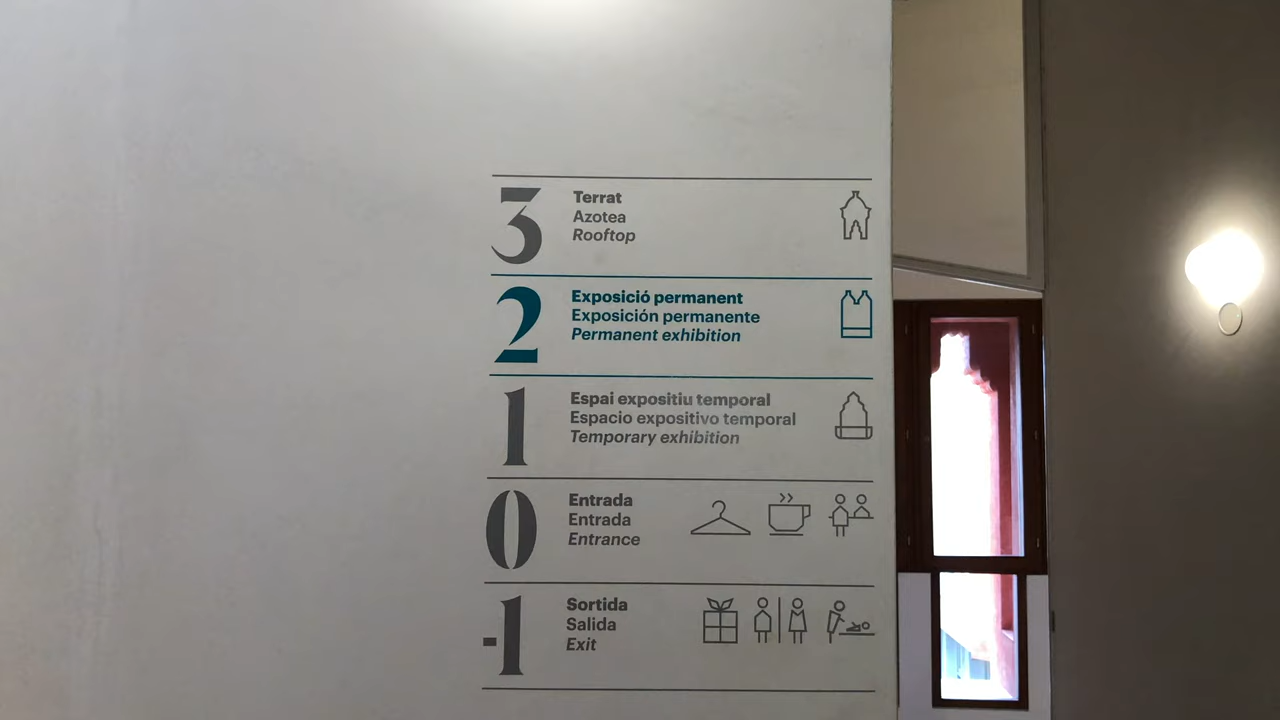 3
Terrat
Azotea
Rooftop
2
Exposició permanent
Exposición permanente
Permanent exhibition
1
Espai expositiu temporal
Espacio expositivo temporal
Temporary exhibition
0
Entrada
Entrada
Entrance
-1
Sortida
Salida
Exit